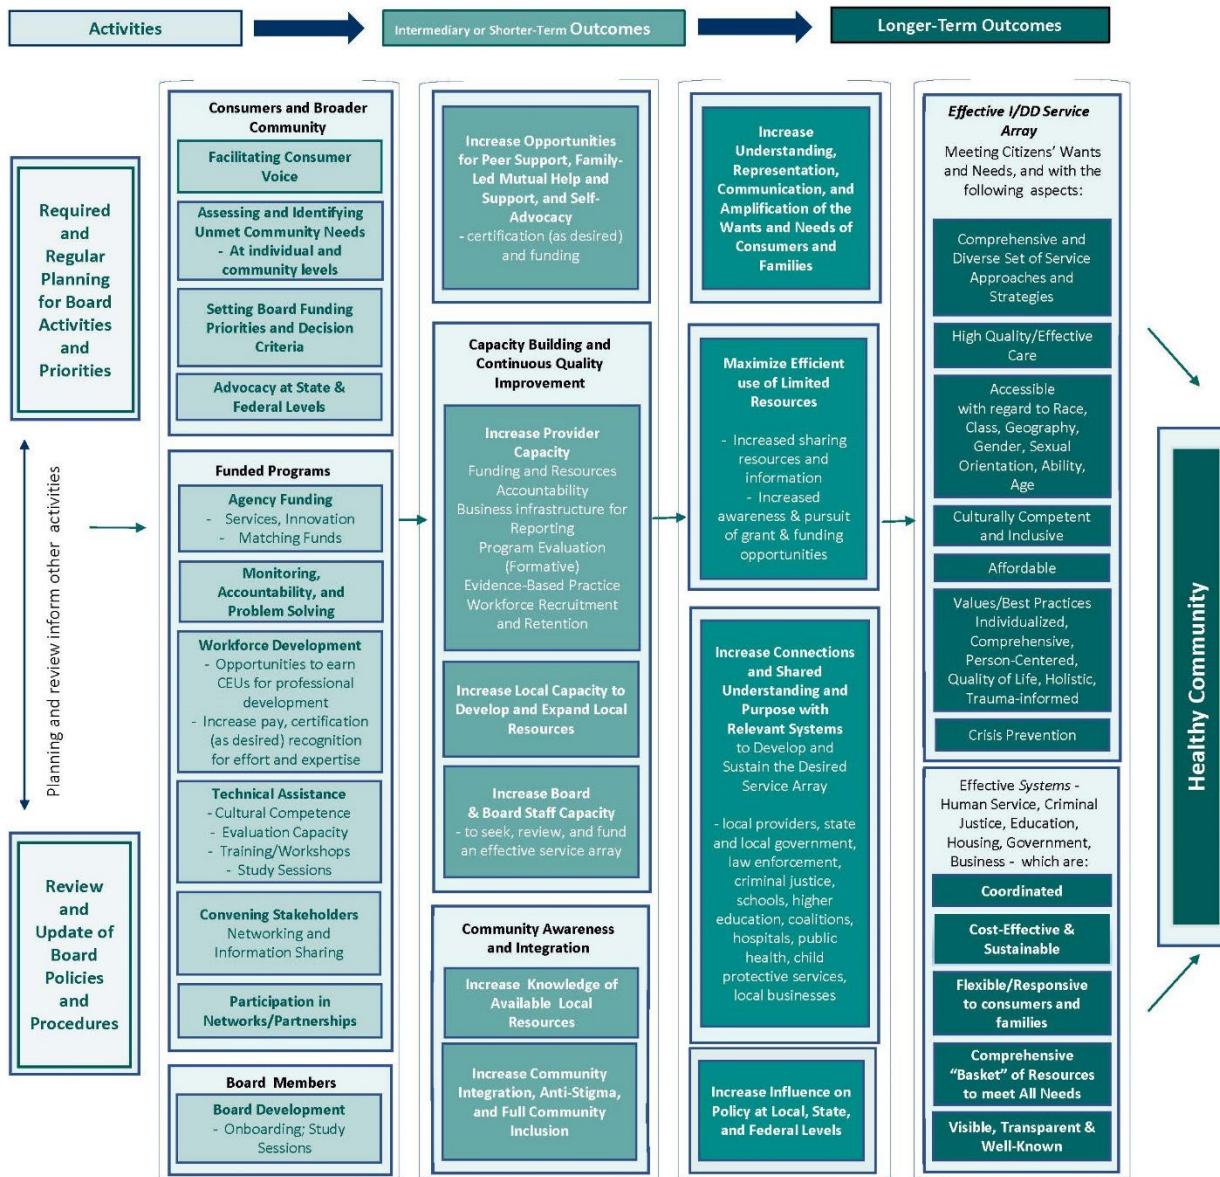 Activities
Intermediary or Shorter-Term Outcomes
Longer-Term Outcomes
Required
and
Regular
Planning
for Board
Activities
and
Priorities
Planning and review inform other activities
Review
and
Update of
Board
Policies
and
Procedures
Consumers and Broader
Community
Facilitating Consumer
Voice
Assessing and Identifying
Unmet Community Needs
- At individual and
community levels
Setting Board Funding
Priorities and Decision
Criteria
Advocacy at State &
Federal Levels
Funded Programs
Agency Funding
- Services, Innovation
- Matching Funds
Monitoring,
Accountability, and
Problem Solving
Workforce Development
- Opportunities to earn
CEUs for professional
development
- Increase pay, certification
(as desired) recognition
for effort and expertise
Technical Assistance
- Cultural Competence
- Evaluation Capacity
- Training/Workshops
- Study Sessions
Convening Stakeholders
Networking and
Information Sharing
Participation in
Networks/Partnerships
Board Members
Board Development
- Onboarding; Study
Sessions
Increase Opportunities
for Peer Support, Family-
Led Mutual Help and
Support, and Self-
Advocacy
- certification (as desired)
and funding
Capacity Building and
Continuous Quality
Improvement
Increase Provider
Capacity
Funding and Resources
Accountability
Business infrastructure for
Reporting
Program Evaluation
(Formative)
Evidence-Based Practice
Workforce Recruitment
and Retention
Increase Local Capacity to
Develop and Expand Local
Resources
Increase Board
& Board Staff Capacity
- to seek, review, and fund
an effective service array
Community Awareness
and Integration
Increase Knowledge of
Available Local
Resources
Increase Community
Integration, Anti-Stigma,
and Full Community
Inclusion
Increase
Understanding,
Representation,
Communication, and
Amplification of the
Wants and Needs of
Consumers and
Families
Maximize Efficient
use of Limited
Resources
- Increased sharing
resources and
information
- Increased
awareness & pursuit
of grant & funding
opportunities
Increase Connections
and Shared
Understanding and
Purpose with
Relevant Systems
to Develop and
Sustain the Desired
Service Array
- local providers, state
and local government,
law enforcement,
criminal justice,
schools, higher
education, coalitions,
hospitals, public
health, child
protective services,
local businesses
Increase Influence on
Policy at Local, State,
and Federal Levels
Effective I/DD Service
Array
Meeting Citizens' Wants
and Needs, and with the
following aspects:
Comprehensive and
Diverse Set of Service
Approaches and
Strategies
High Quality/Effective
Care
Accessible
with regard to Race,
Class, Geography,
Gender, Sexual
Orientation, Ability,
Age
Culturally Competent
and Inclusive
Affordable
Values/Best Practices
Individualized,
Comprehensive,
Person-Centered,
Quality of Life, Holistic,
Trauma-informed
Crisis Prevention
Effective Systems -
Human Service, Criminal
Justice, Education,
Housing, Government,
Business - which are:
Coordinated
Cost-Effective &
Sustainable
Flexible/Responsive
to consumers and
families
Comprehensive
“Basket” of Resources
to meet All Needs
Visible, Transparent &
Well-Known
Healthy Community